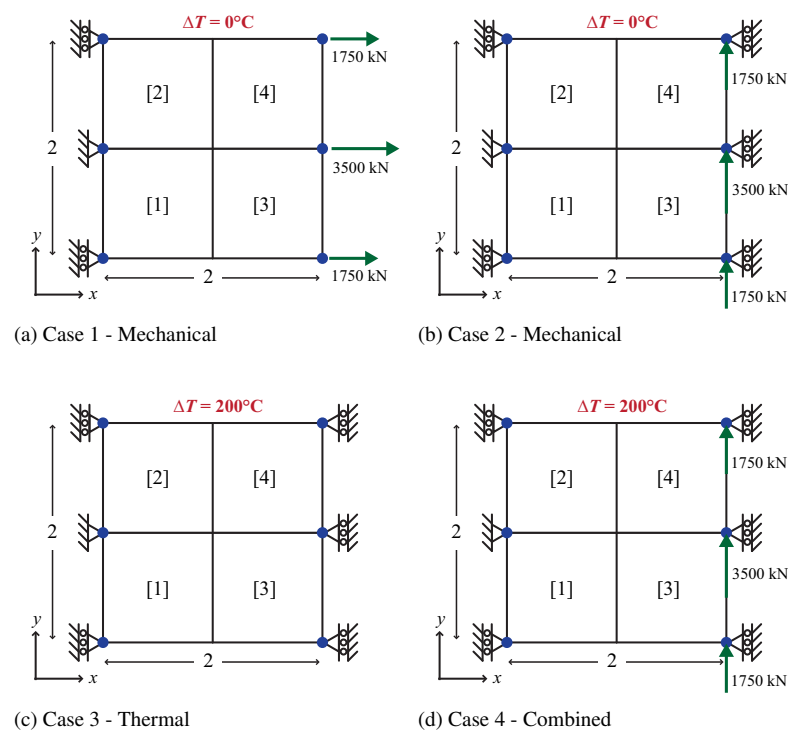 ΔT = 0°C
1750 kN
[2]
[4]
2
3500 kN
[1]
[3]
y
1750 kN
2
x
(a) Case 1 - Mechanical
ΔT = 0°C
1750 kN
[2]
[4]
2
3500 kN
[1]
[3]
y
2
1750 kN
x
(b) Case 2 - Mechanical
ΔT = 200°C
[2]
[4]
2
[1]
[3]
y
2
x
(c) Case 3 - Thermal
ΔT = 200°C
1750 kN
[2]
[4]
2
3500 kN
[1]
[3]
y
2
1750 kN
x
(d) Case 4 - Combined